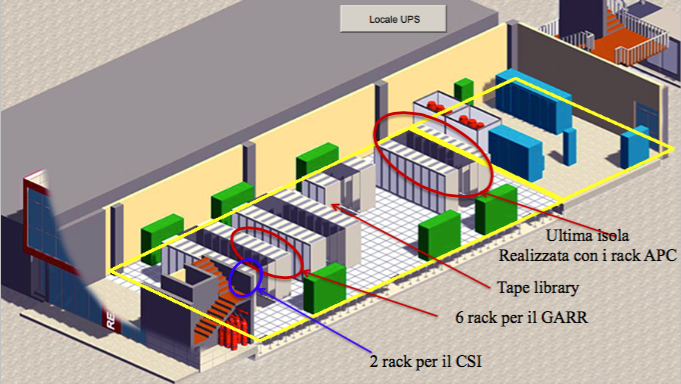 Locale UPS
Ultima isola
Realizzata con i rack APC
Tape library
6 rack per il GARR
2 rack per il CSI
RE